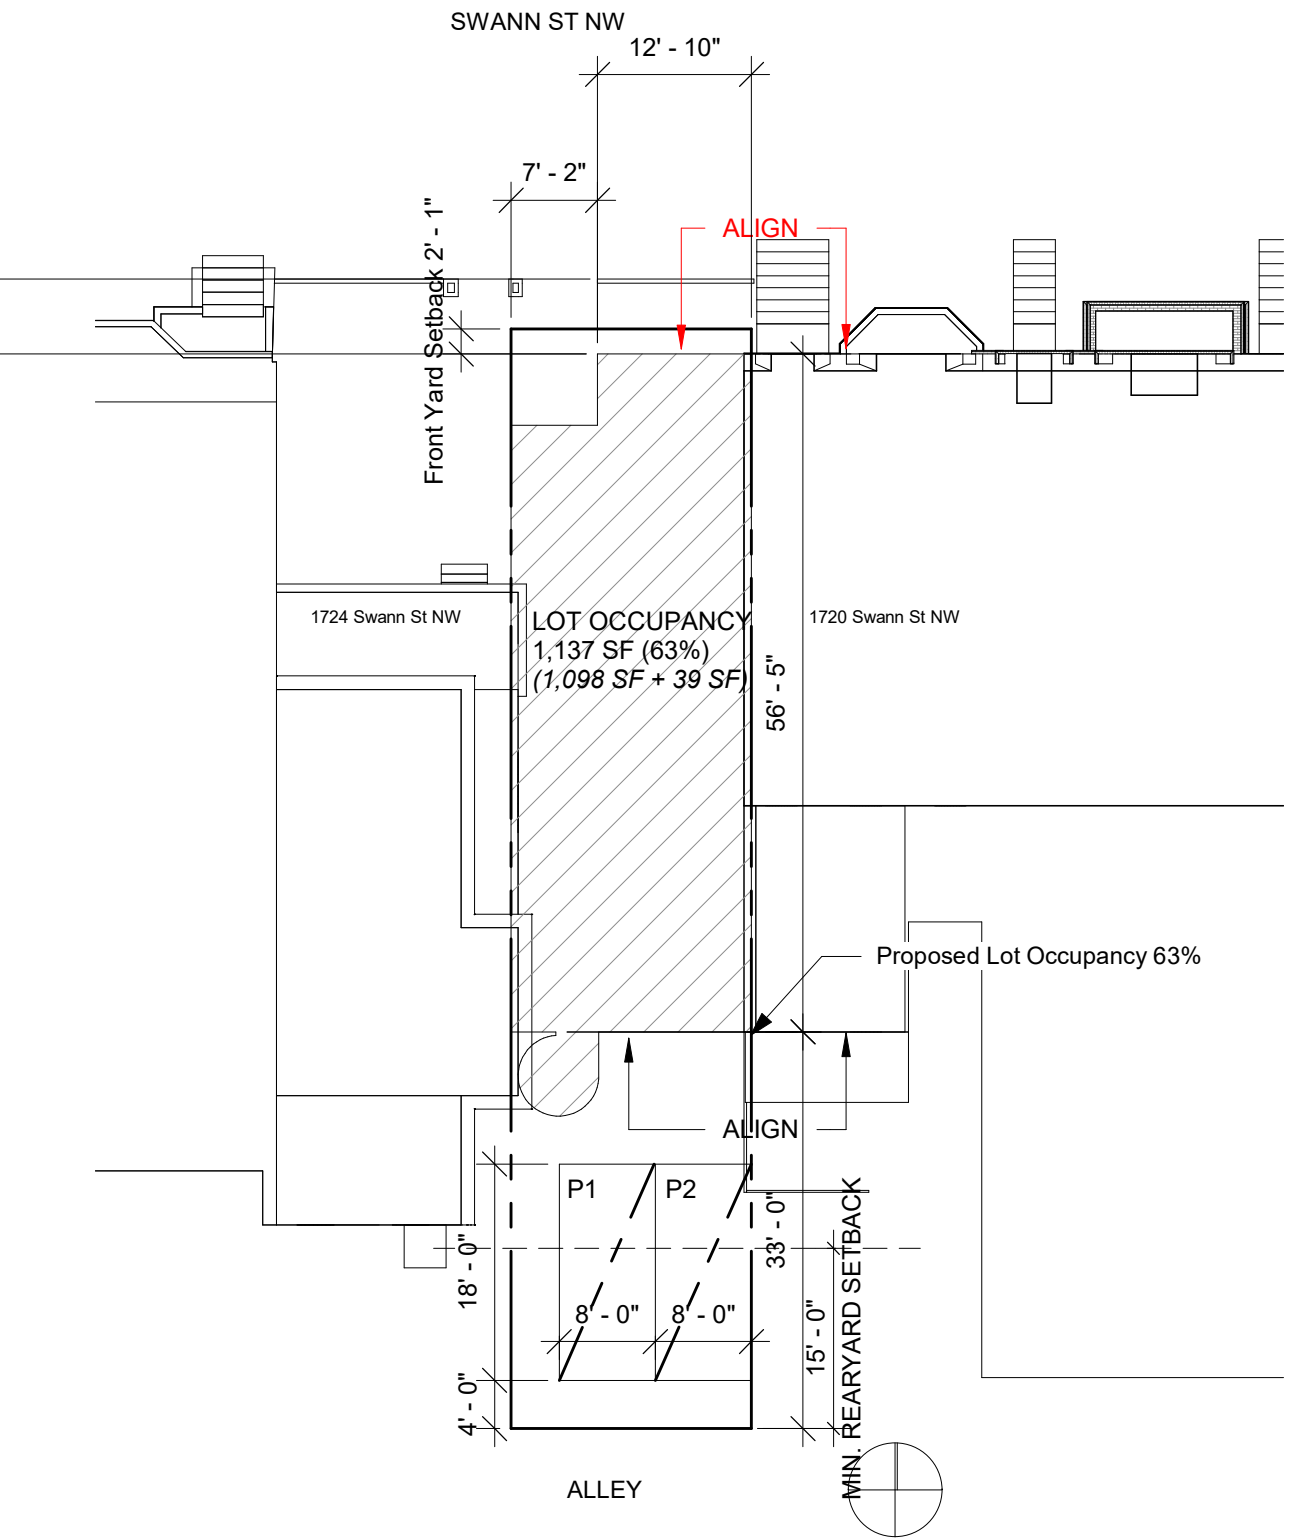 SWANN ST NW
12' - 10"
7' - 2"
Front Yard Setback 2' - 1"
ALIGN
1724 Swann St NW
LOT OCCUPANCY
1,137 SF (63%)
(1,098 SF + 39 SF)
1720 Swann St NW
56' - 5"
Proposed Lot Occupancy 63%
ALIGN
P1
P2
18' - 0"
33' - 0"
8' - 0"
8' - 0"
15' - 0"
MIN. REARYARD SETBACK
4' - 0"
ALLEY